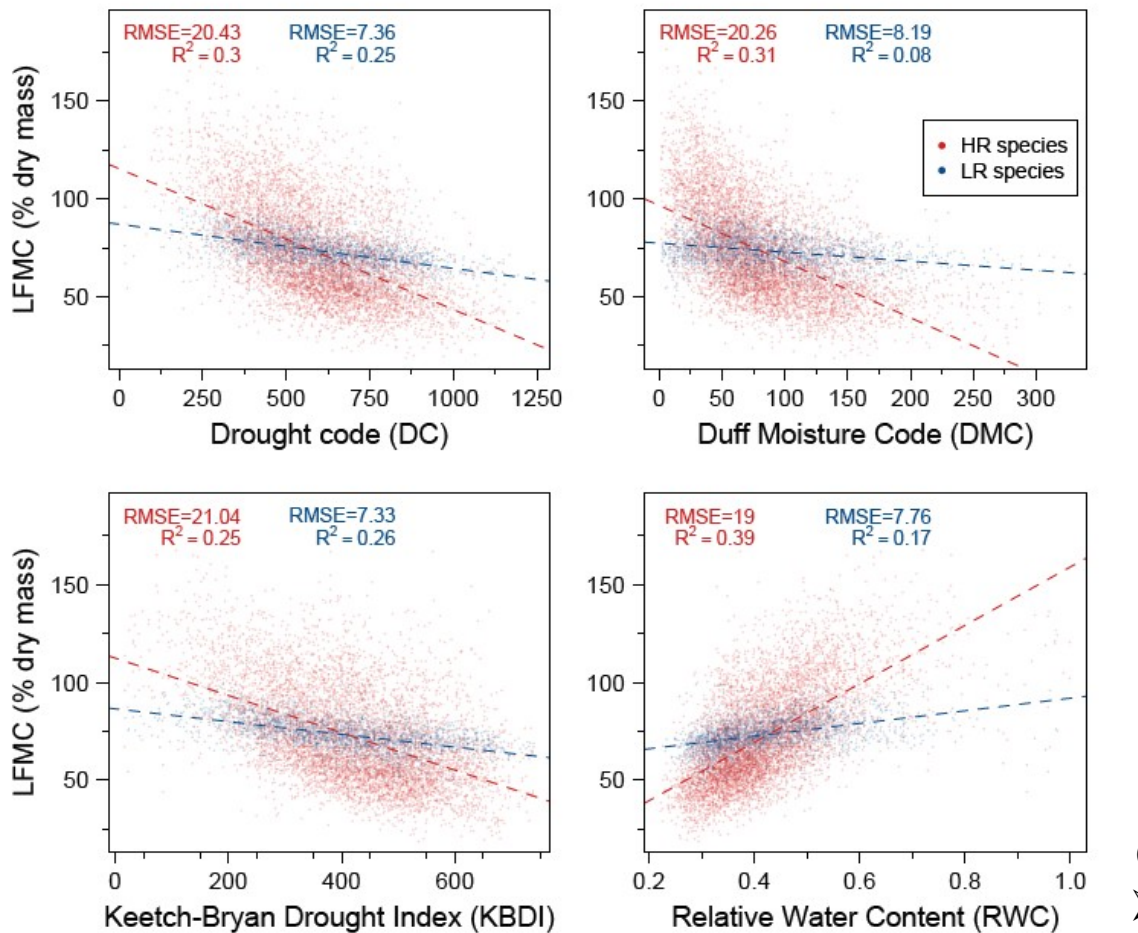 RMSE=20.43 RMSE=7.36
R² = 0.3 R² = 0.25
LFMC (% dry mass)
150
100
50
0 250 500 750 1000 1250
Drought code (DC)
RMSE=20.26 RMSE=8.19
R² = 0.31 R² = 0.08
HR species
LR species
150
100
50
0 50 100 150 200 250 300
Duff Moisture Code (DMC)
RMSE=21.04 RMSE=7.33
R² = 0.25 R² = 0.26
LFMC (% dry mass)
150
100
50
0 200 400 600
Keetch-Bryan Drought Index (KBDI)
RMSE=19 RMSE=7.76
R² = 0.39 R² = 0.17
150
100
50
0.2 0.4 0.6 0.8 1.0
Relative Water Content (RWC)